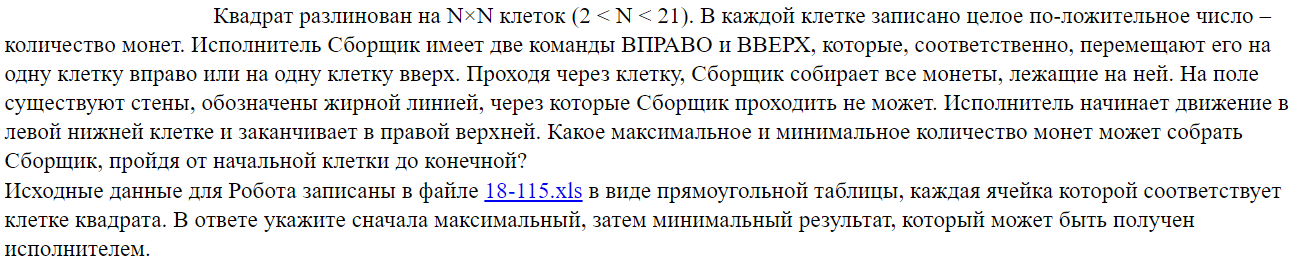 Квадрат разлинован на N×N клеток (2 < N < 21). В каждой клетке записано целое по-ложительное число –
количество монет. Исполнитель Сборщик имеет две команды ВПРАВО и ВВЕРХ, которые, соответственно, перемещают его на
одну клетку вправо или на одну клетку вверх. Проходя через клетку, Сборщик собирает все монеты, лежащие на ней. На поле
существуют стены, обозначены жирной линией, через которые Сборщик проходить не может. Исполнитель начинает движение в
левой нижней клетке и заканчивает в правой верхней. Какое максимальное и минимальное количество монет может собрать
Сборщик, пройдя от начальной клетки до конечной?
Исходные данные для Робота записаны в файле 18-115.xls в виде прямоугольной таблицы, каждая ячейка которой соответствует
клетке квадрата. В ответе укажите сначала максимальный, затем минимальный результат, который может быть получен
исполнителем.